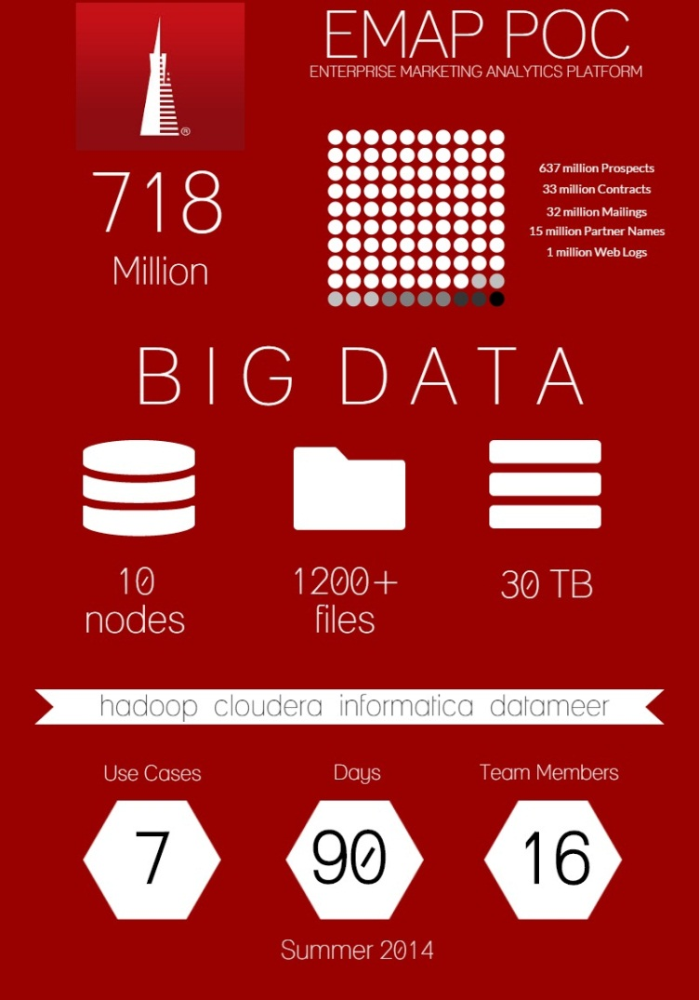 EMAP POC
ENTERPRISE MARKETING ANALYTICS PLATFORM
®
718
Million
637 million Prospects
33 million Contracts
32 million Mailings
15 million Partner Names
1 million Web Logs
BIG DATA
10
nodes
1200+
files
30 TB
hadoop cloudera informatica datameer
Use Cases
Days
Team Members
7
90
16
Summer 2014